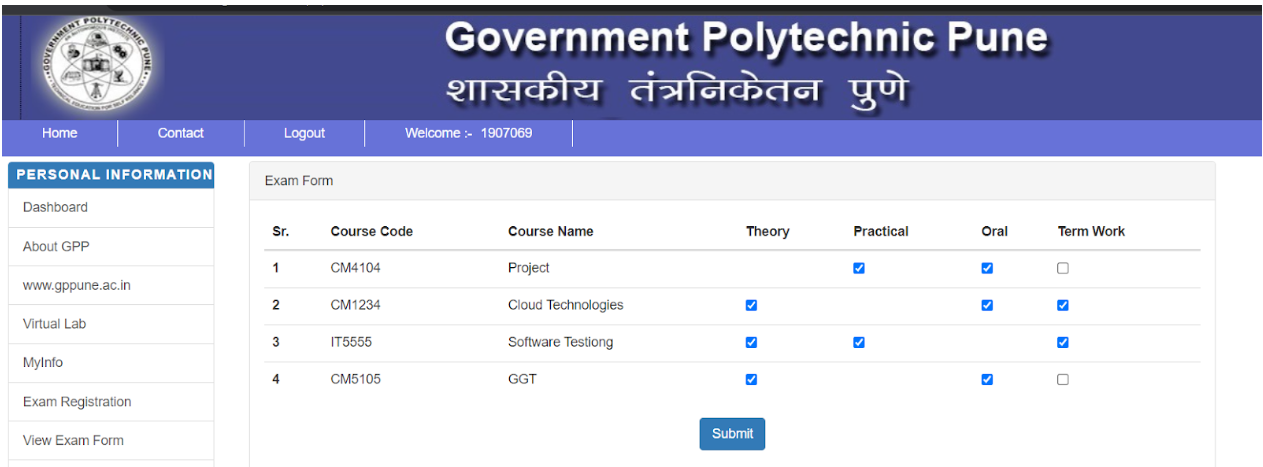 GOVERNMENT POLYTECHNIC PUNE
Government Polytechnic Pune
शासकीय तंत्रनिकेतन पुणे
Home Contact Logout Welcome :- 1907069
PERSONAL INFORMATION
Dashboard
About GPP
www.gppune.ac.in
Virtual Lab
MyInfo
Exam Registration
View Exam Form
Exam Form
Sr. Course Code Course Name Theory Practical Oral Term Work
1 CM4104 Project
2 CM1234 Cloud Technologies
3 IT5555 Software Testiong
4 CM5105 GGT
Submit